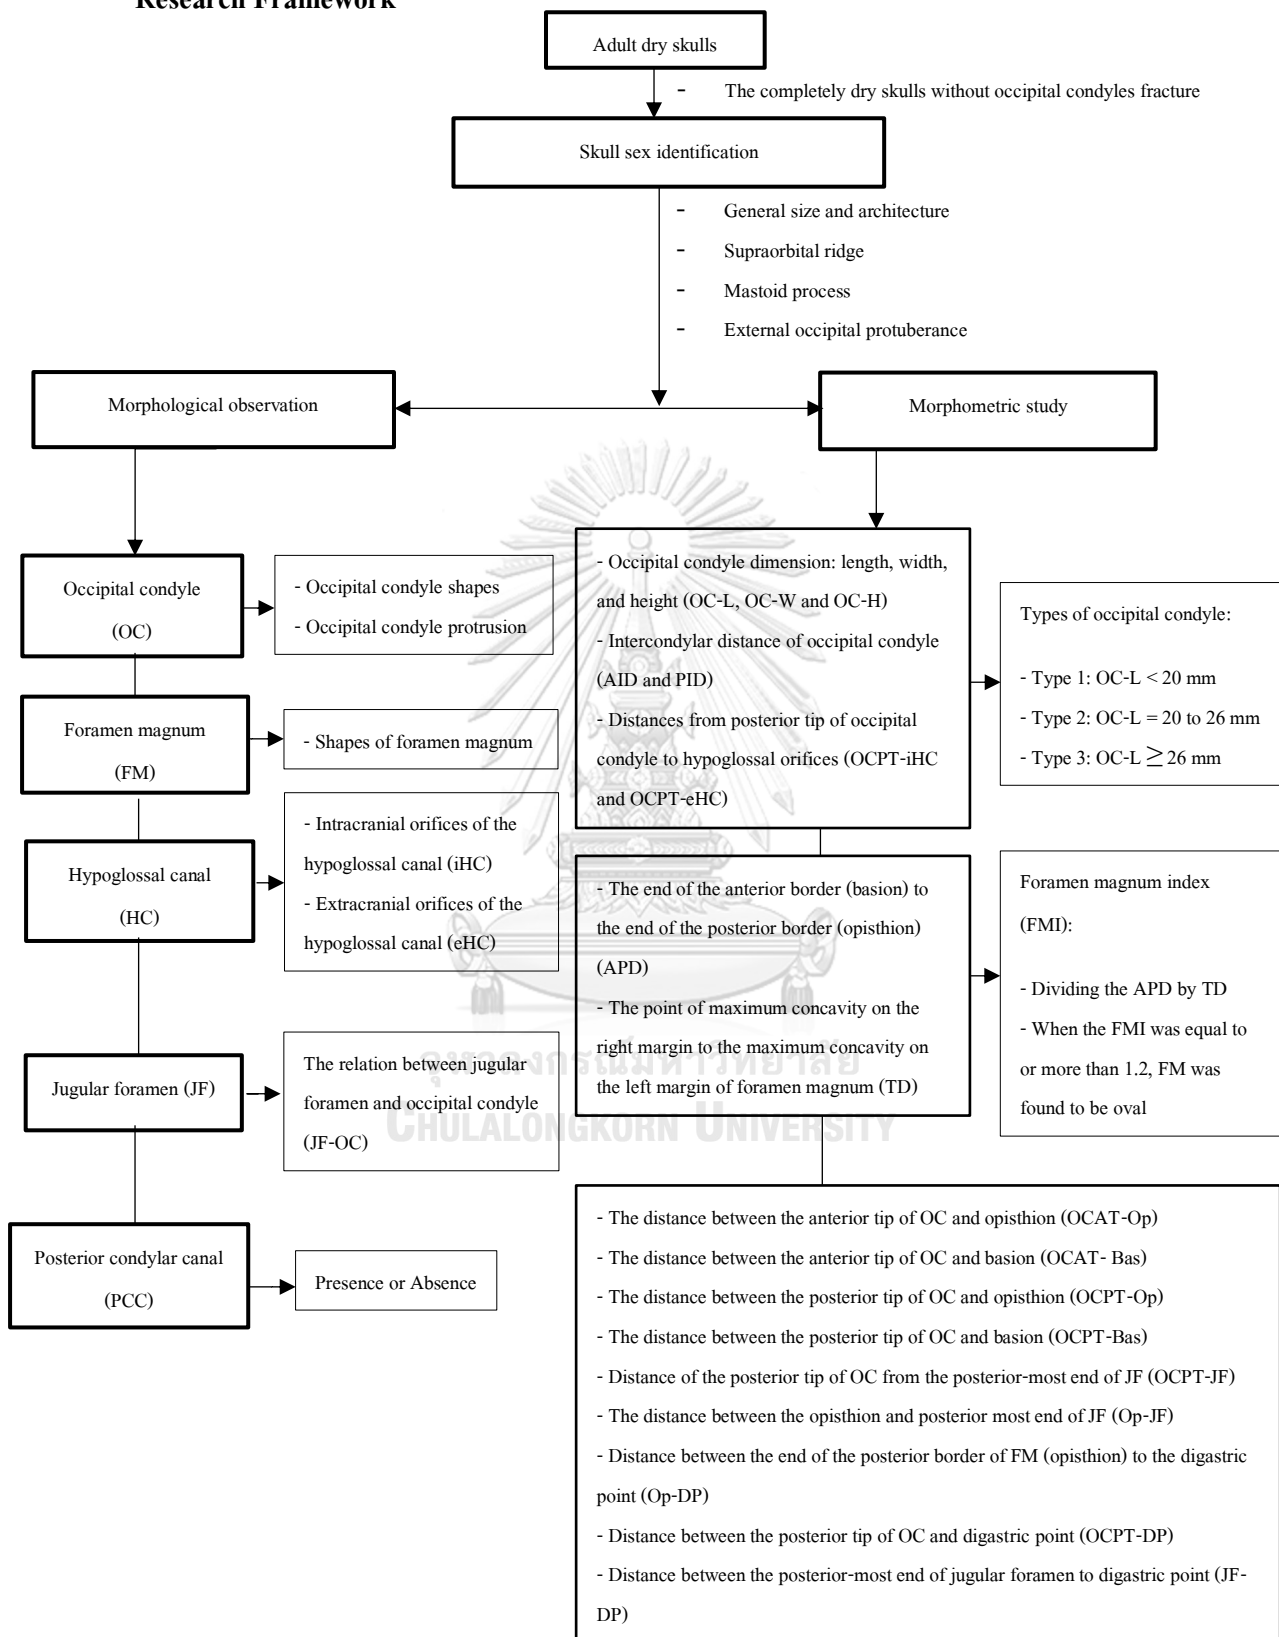 Research Framework
Adult dry skulls
- The completely dry skulls without occipital condyles fracture
Skull sex identification
- General size and architecture
- Supraorbital ridge
- Mastoid process
- External occipital protuberance
Morphological observation
Morphometric study
Occipital condyle
(OC)
- Occipital condyle shapes
- Occipital condyle protrusion
Foramen magnum
(FM)
- Shapes of foramen magnum
Hypoglossal canal
(HC)
- Intracranial orifices of the
hypoglossal canal (iHC)
- Extracranial orifices of the
hypoglossal canal (eHC)
Jugular foramen (JF)
The relation between jugular
foramen and occipital condyle
(JF-OC)
Posterior condylar canal
(PCC)
Presence or Absence
- Occipital condyle dimension: length, width,
and height (OC-L, OC-W and OC-H)
- Intercondylar distance of occipital condyle
(AID and PID)
- Distances from posterior tip of occipital
condyle to hypoglossal orifices (OCPT-iHC
and OCPT-eHC)
Types of occipital condyle:
- Type 1: OC-L < 20 mm
- Type 2: OC-L = 20 to 26 mm
- Type 3: OC-L ≥ 26 mm
- The end of the anterior border (basion) to
the end of the posterior border (opisthion)
(APD)
- The point of maximum concavity on the
right margin to the maximum concavity on
the left margin of foramen magnum (TD)
Foramen magnum index
(FMI):
- Dividing the APD by TD
- When the FMI was equal to
or more than 1.2, FM was
found to be oval
- The distance between the anterior tip of OC and opisthion (OCAT-Op)
- The distance between the anterior tip of OC and basion (OCAT- Bas)
- The distance between the posterior tip of OC and opisthion (OCPT-Op)
- The distance between the posterior tip of OC and basion (OCPT-Bas)
- Distance of the posterior tip of OC from the posterior-most end of JF (OCPT-JF)
- The distance between the opisthion and posterior most end of JF (Op-JF)
- Distance between the end of the posterior border of FM (opisthion) to the digastric
point (Op-DP)
- Distance between the posterior tip of OC and digastric point (OCPT-DP)
- Distance between the posterior-most end of jugular foramen to digastric point (JF-
DP)
จุฬาลงกรณ์มหาวิทยาลัย
CHULALONGKORN UNIVERSITY